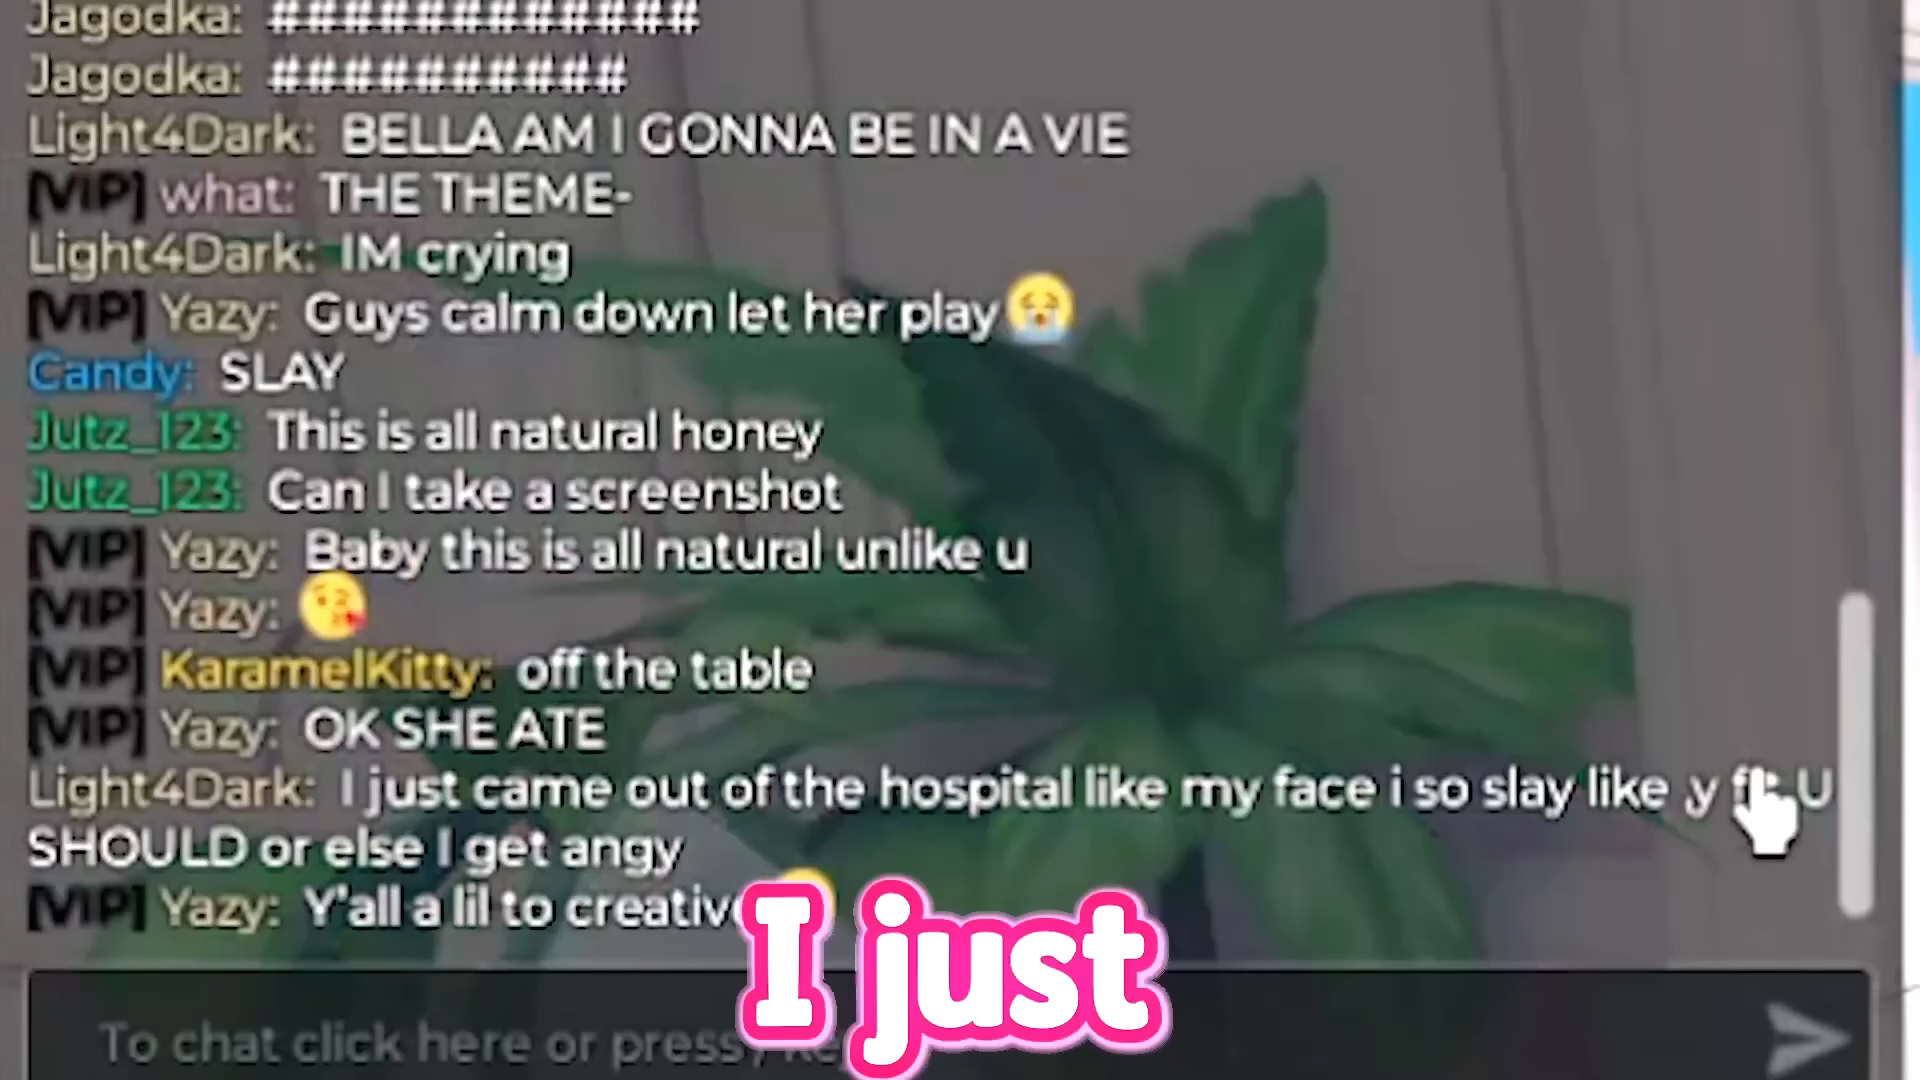 Jagodka: #############
Jagodka: ###########
Light4Dark: BELLA AM I GONNA BE IN A VIE
[VIP] what: THE THEME-
Light4Dark: IM crying
[VIP] Yazy: Guys calm down let her play😭
Candy: SLAY
Jutz_123: This is all natural honey
Jutz_123: Can I take a screenshot
[VIP] Yazy: Baby this is all natural unlike u
[VIP] Yazy: 😘
[VIP] KaramelKitty: off the table
[VIP] Yazy: OK SHE ATE
Light4Dark: I just came out of the hospital like my face i so slay like ,y U
SHOULD or else I get angy
[VIP] Yazy: Y'all a lil to creative
I just
To chat click here or press /